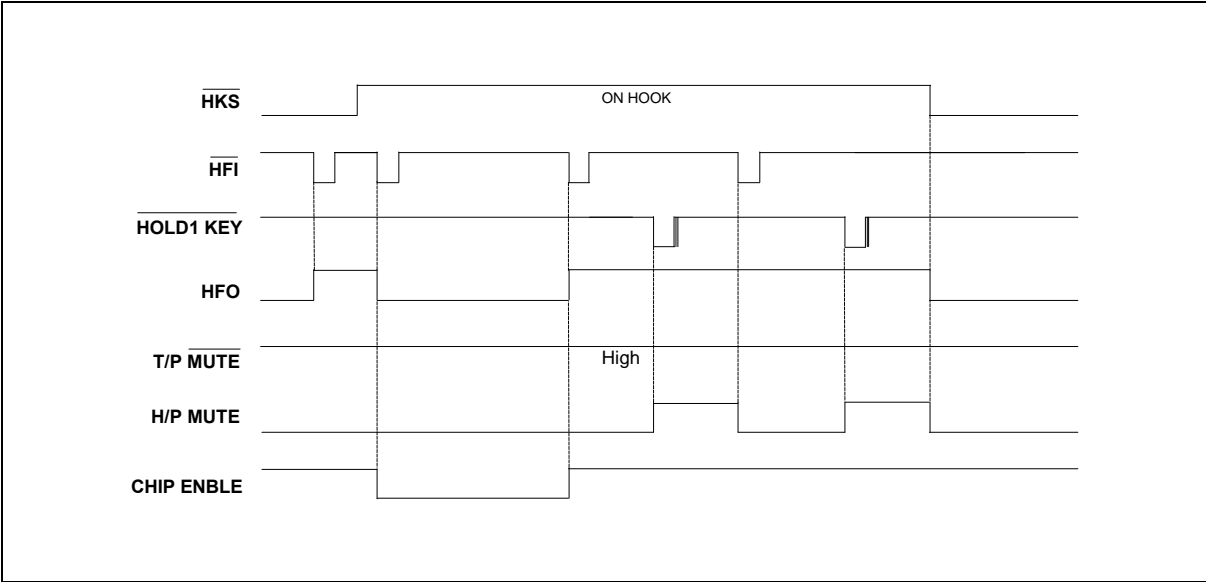 HKS
ON HOOK
HFI
HOLD1 KEY
HFO
T/P MUTE
High
H/P MUTE
CHIP ENBLE